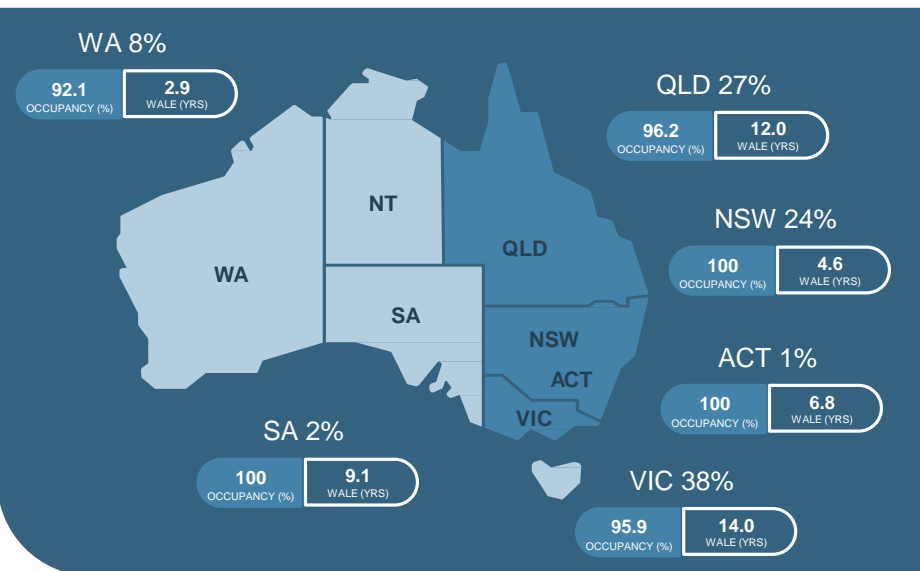 WA 8%
92.1
OCCUPANCY (%)
2.9
WALE (YRS)
QLD 27%
96.2
OCCUPANCY (%)
12.0
WALE (YRS)
NSW 24%
100
OCCUPANCY (%)
4.6
WALE (YRS)
ACT 1%
100
OCCUPANCY (%)
6.8
WALE (YRS)
SA 2%
100
OCCUPANCY (%)
9.1
WALE (YRS)
VIC 38%
95.9
OCCUPANCY (%)
14.0
WALE (YRS)
NT
QLD
WA
SA
NSW
ACT
VIC